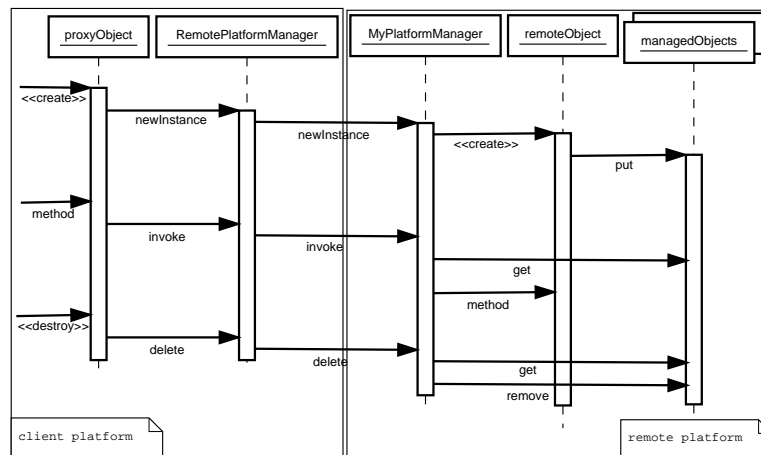 proxyObject
RemotePlatformManager
MyPlatformManager
remoteObject
managedObjects
<<create>>
newInstance
newInstance
<<create>>
put
method
invoke
invoke
get
method
<<destroy>>
delete
delete
get
remove
client platform
remote platform